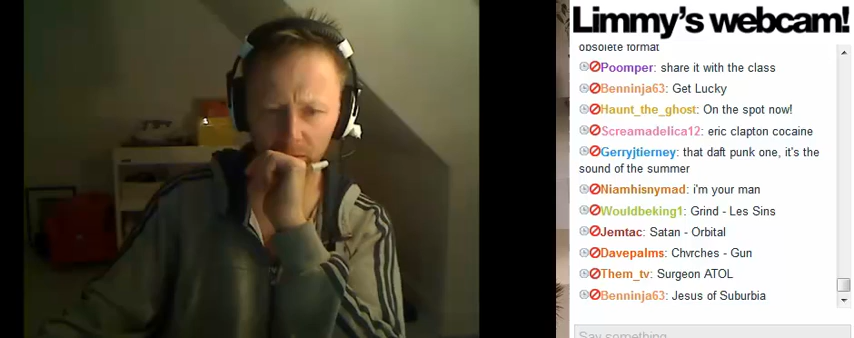 Limmy's webcam!
obsolete format
Poomper: share it with the class
Benninja63: Get Lucky
Haunt_the_ghost: On the spot now!
Screamadelica12: eric clapton cocaine
Gerryjtierney: that daft punk one, it's the
sound of the summer
Niamhisnymad: i'm your man
Wouldbeking1: Grind - Les Sins
Jemtac: Satan - Orbital
Davepalms: Chvrches - Gun
Them_tv: Surgeon ATOL
Benninja63: Jesus of Suburbia
Say something